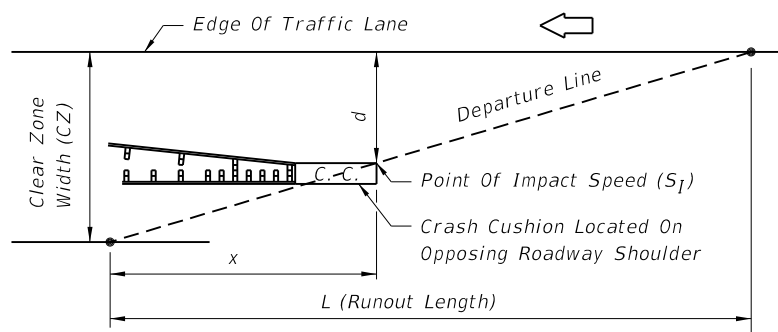 Edge Of Traffic Lane
Departure Line
d
Clear Zone
Width (CZ)
C. C.
Point Of Impact Speed (S_I)
Crash Cushion Located On
Opposing Roadway Shoulder
x
L (Runout Length)